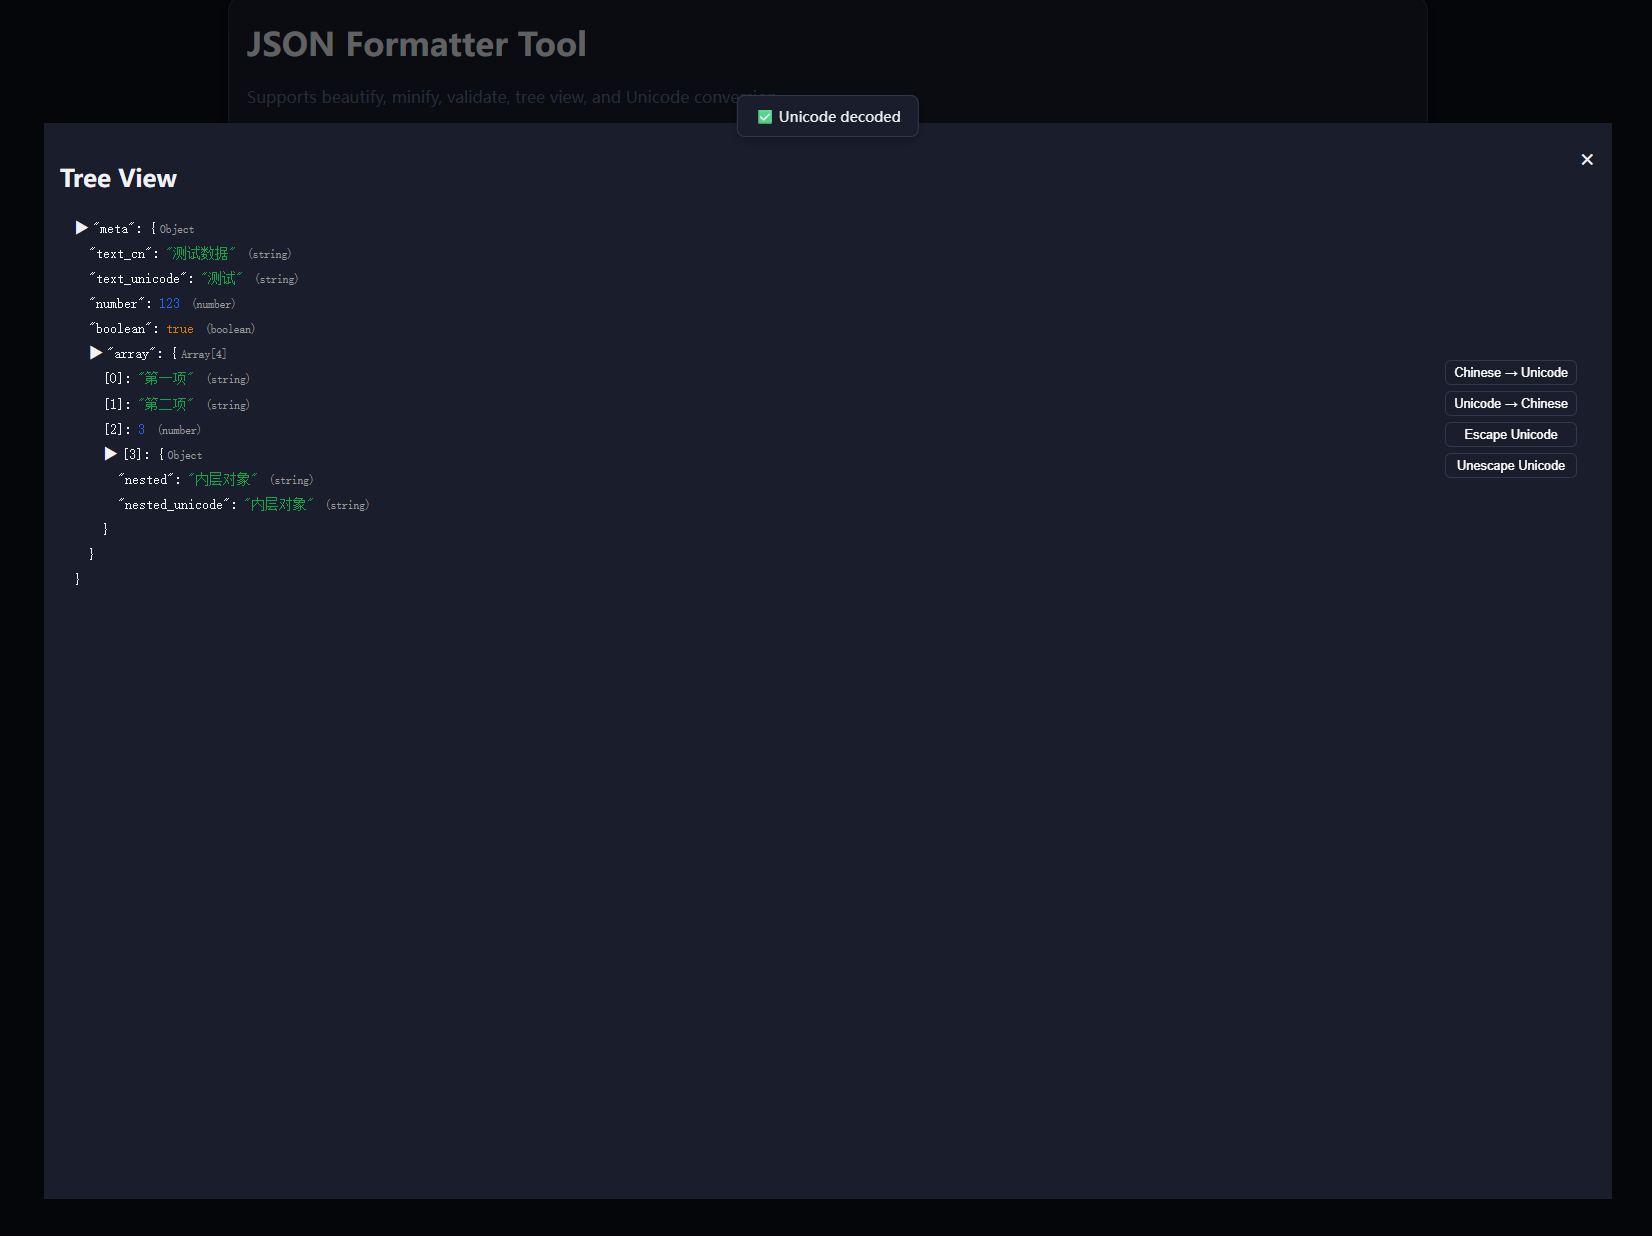 JSON Formatter Tool
Supports beautify, minify, validate, tree view, and Unicode conversion
✅ Unicode decoded
Tree View
×
▶ "meta": { Object
"text_cn": "测试数据" (string)
"text_unicode": "测试" (string)
"number": 123 (number)
"boolean": true (boolean)
▶ "array": { Array[4]
[0]: "第一项" (string)
[1]: "第二项" (string)
[2]: 3 (number)
▶ [3]: { Object
"nested": "内层对象" (string)
"nested_unicode": "内层对象" (string)
}
}
}
Chinese → Unicode
Unicode → Chinese
Escape Unicode
Unescape Unicode